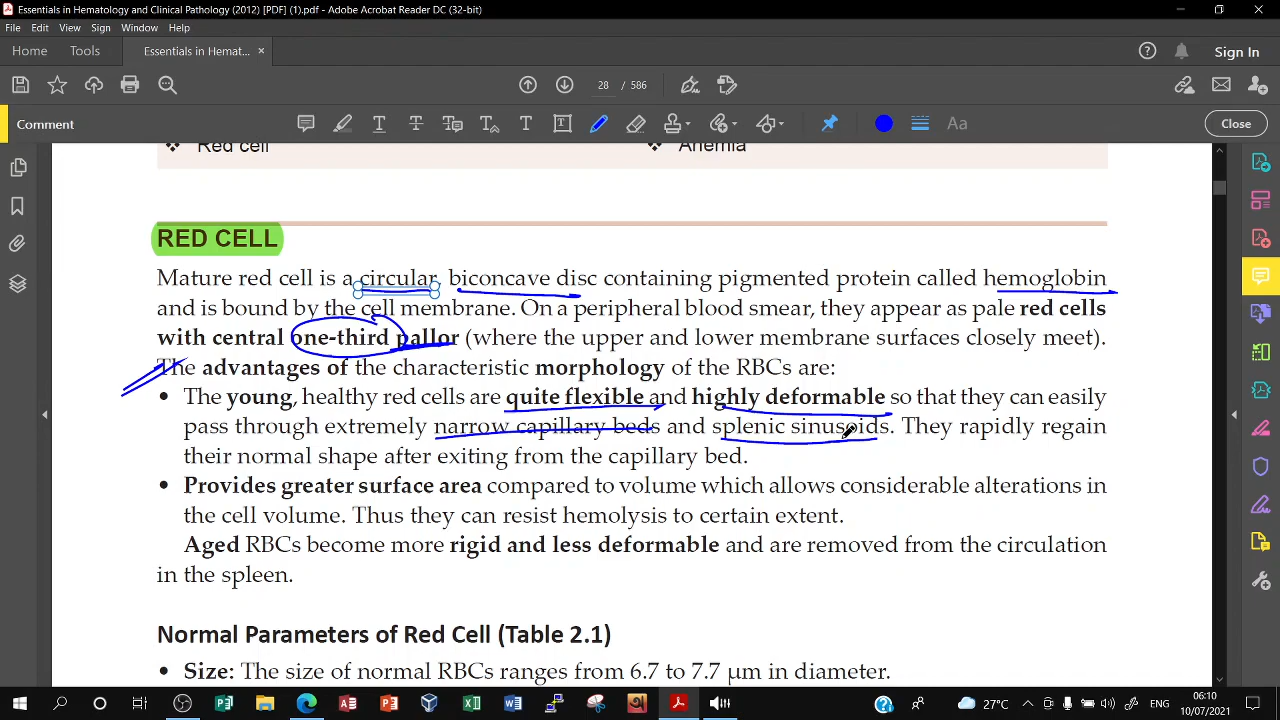 Essentials in Hematology and Clinical Pathology (2012) [PDF] (1).pdf - Adobe Acrobat Reader DC (32-bit)
File Edit View Sign Window Help
Home Tools Essentials in Hemat... × Sign In
28 / 586
Comment Close
Red cell Anemia
RED CELL
Mature red cell is a circular, biconcave disc containing pigmented protein called hemoglobin
and is bound by the cell membrane. On a peripheral blood smear, they appear as pale red cells
with central one-third pallor (where the upper and lower membrane surfaces closely meet).
The advantages of the characteristic morphology of the RBCs are:
• The young, healthy red cells are quite flexible and highly deformable so that they can easily
pass through extremely narrow capillary beds and splenic sinusoids. They rapidly regain
their normal shape after exiting from the capillary bed.
• Provides greater surface area compared to volume which allows considerable alterations in
the cell volume. Thus they can resist hemolysis to certain extent.
Aged RBCs become more rigid and less deformable and are removed from the circulation
in the spleen.
Normal Parameters of Red Cell (Table 2.1)
• Size: The size of normal RBCs ranges from 6.7 to 7.7 μm in diameter.
27°C ENG 06:10
10/07/2021